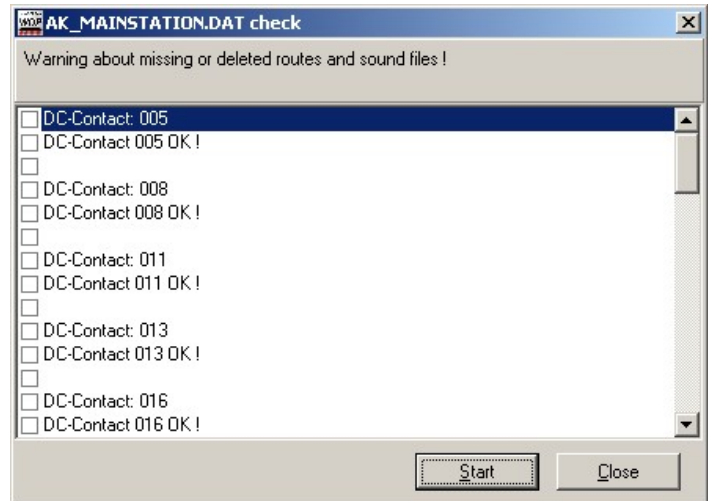 AK_MAINSTATION.DAT check
Warning about missing or deleted routes and sound files !
DC-Contact: 005
DC-Contact 005 OK !
DC-Contact: 008
DC-Contact 008 OK !
DC-Contact: 011
DC-Contact 011 OK !
DC-Contact: 013
DC-Contact 013 OK !
DC-Contact: 016
DC-Contact 016 OK !
Start
Close